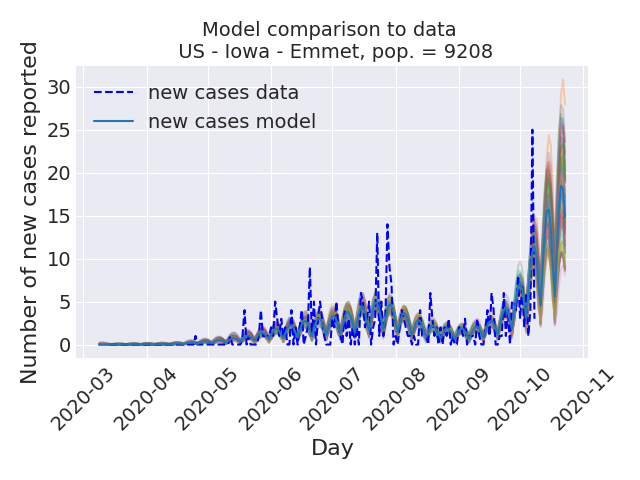 Model comparison to data
US - Iowa - Emmet, pop. = 9208
Number of new cases reported
30
25
20
15
10
5
0
new cases data
new cases model
2020-03
2020-04
2020-05
2020-06
2020-07
2020-08
2020-09
2020-10
2020-11
Day